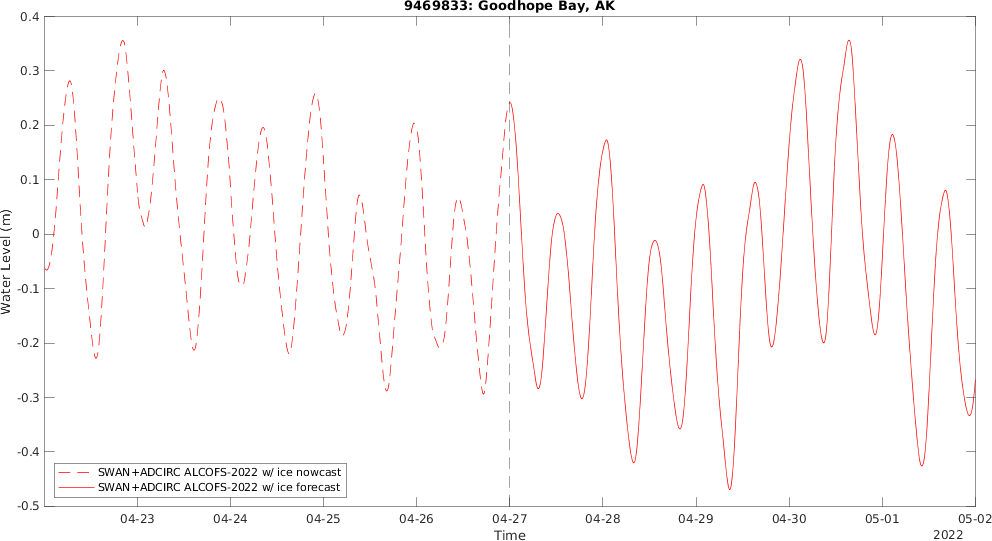 9469833: Goodhope Bay, AK
Water Level (m)
0.4
0.3
0.2
0.1
0
-0.1
-0.2
-0.3
-0.4
-0.5
SWAN+ADCIRC ALCOFS-2022 w/ ice nowcast
SWAN+ADCIRC ALCOFS-2022 w/ ice forecast
04-23 04-24 04-25 04-26 04-27 04-28 04-29 04-30 05-01 05-02
Time
2022